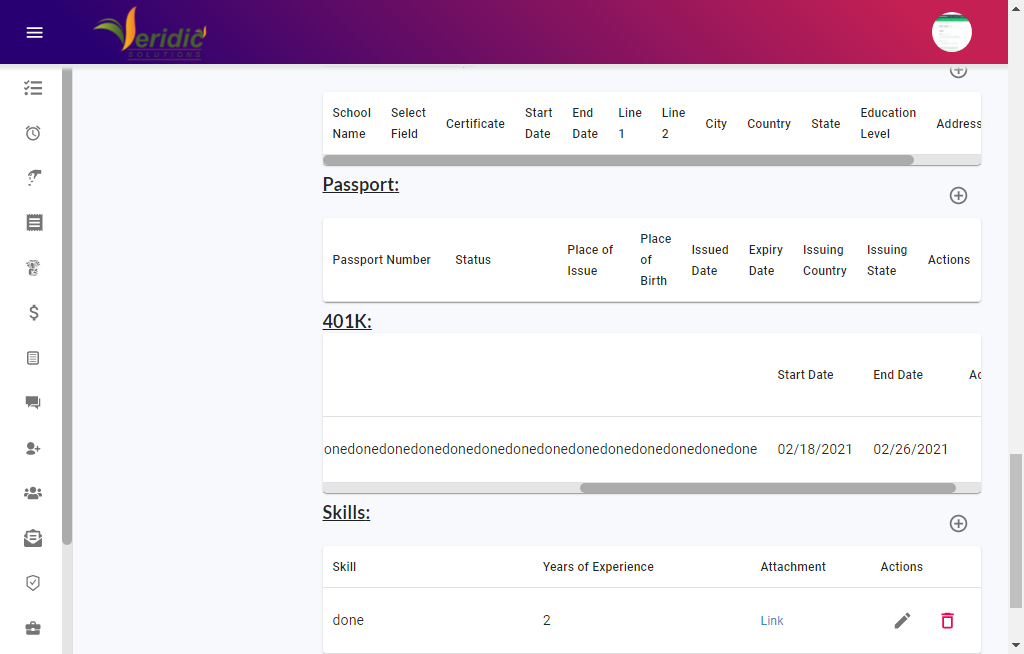 eridic
SOLUTIONS
School Name Select Field Certificate Start Date End Date Line 1 Line 2 City Country State Education Level Address
Passport:
Passport Number Status Place of Issue Place of Birth Issued Date Expiry Date Issuing Country Issuing State Actions
401K:
Start Date End Date Ac
onedonedonedonedonedonedonedonedonedonedonedonedonedone 02/18/2021 02/26/2021
Skills:
Skill Years of Experience Attachment Actions
done 2 Link